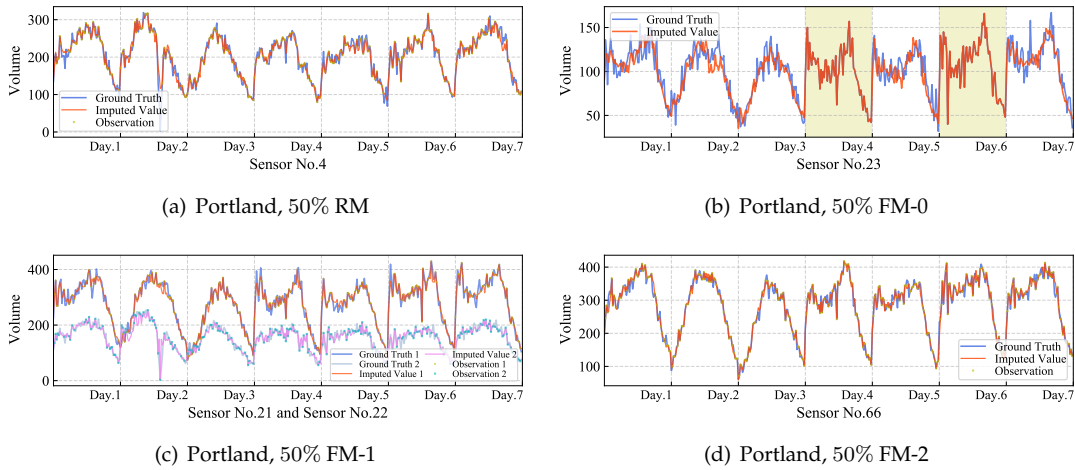 300
200
100
0
Volume
Ground Truth
Imputed Value
Observation
Day.1 Day.2 Day.3 Day.4 Day.5 Day.6 Day.7
Sensor No.4
(a) Portland, 50% RM
150
100
50
Volume
Ground Truth
Imputed Value
Day.1 Day.2 Day.3 Day.4 Day.5 Day.6 Day.7
Sensor No.23
(b) Portland, 50% FM-0
400
200
0
Volume
Ground Truth 1 Imputed Value 2
Ground Truth 2 Observation 1
Imputed Value 1 Observation 2
Day.1 Day.2 Day.3 Day.4 Day.5 Day.6 Day.7
Sensor No.21 and Sensor No.22
(c) Portland, 50% FM-1
400
300
200
100
Volume
Ground Truth
Imputed Value
Observation
Day.1 Day.2 Day.3 Day.4 Day.5 Day.6 Day.7
Sensor No.66
(d) Portland, 50% FM-2